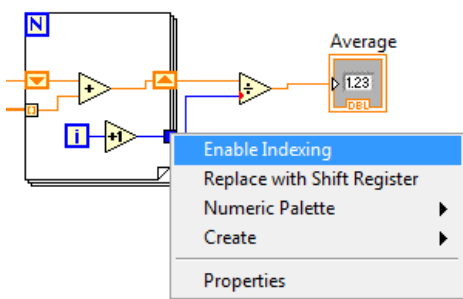 N
Average
+
÷
1.23
DBL
[]
i
+1
Enable Indexing
Replace with Shift Register
Numeric Palette
Create
Properties